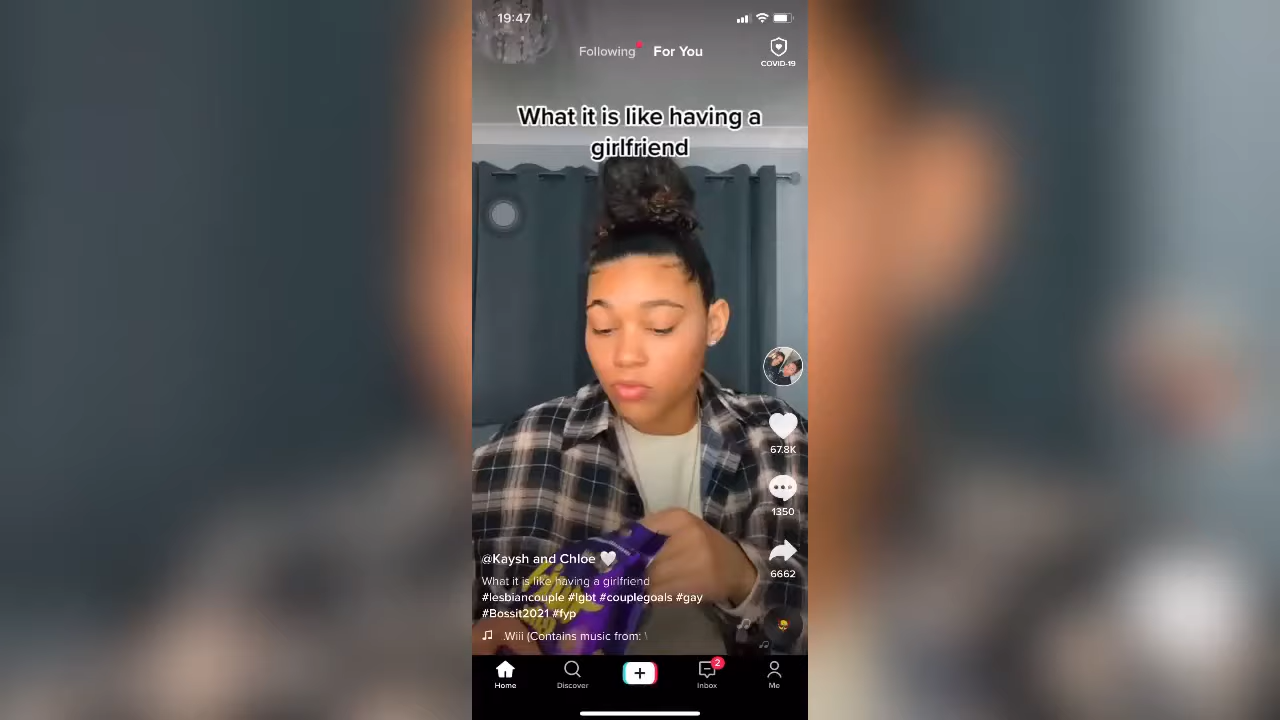 19:47
Following For You
COVID-19
What it is like having a
girlfriend
67.8K
1350
6662
@Kaysh and Chloe 🤍
What it is like having a girlfriend
#lesbiancouple #lgbt #couplegoals #gay
#Bossit2021 #fyp
.Wiii (Contains music from: \
2
Home Discover Inbox Me